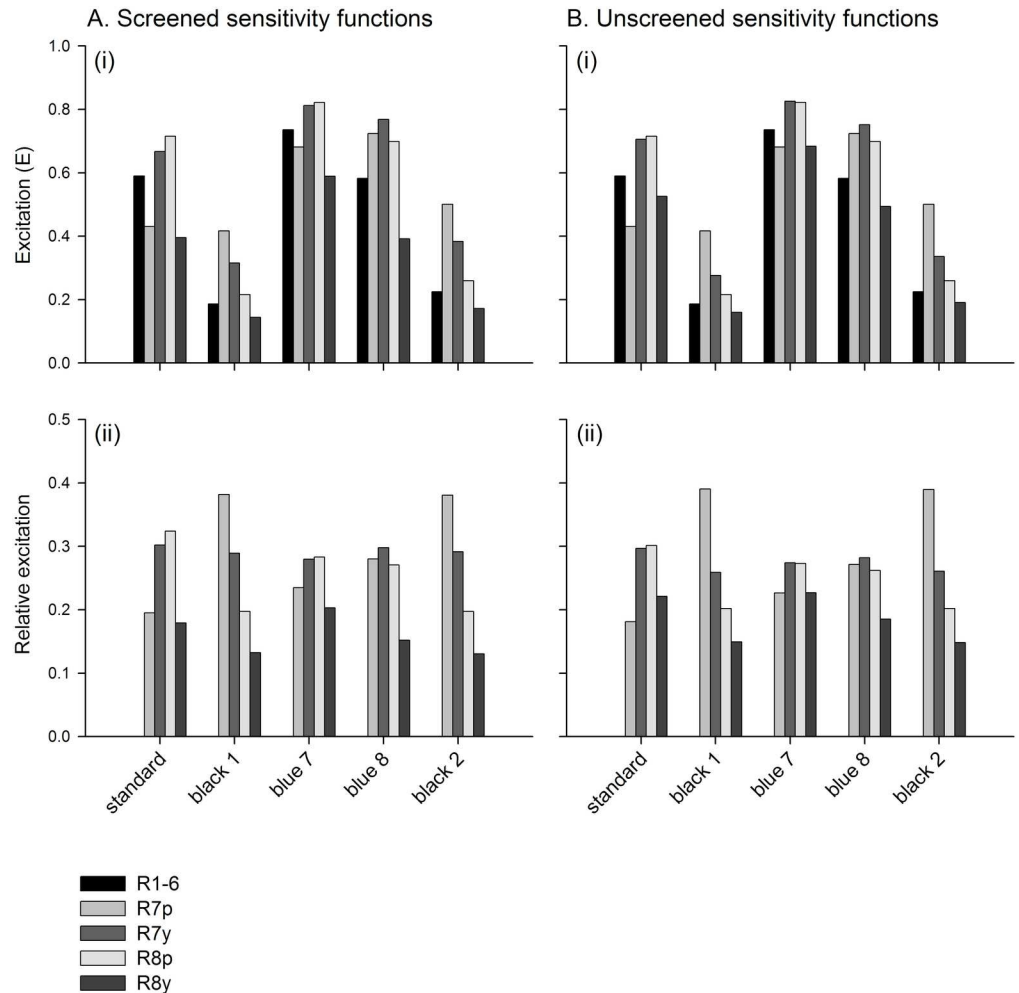 A. Screened sensitivity functions
B. Unscreened sensitivity functions
(i)
(i)
Excitation (E)
1.0
0.8
0.6
0.4
0.2
0.0
(ii)
(ii)
Relative excitation
0.5
0.4
0.3
0.2
0.1
0.0
standard
black 1
blue 7
blue 8
black 2
standard
black 1
blue 7
blue 8
black 2
R1-6
R7p
R7y
R8p
R8y